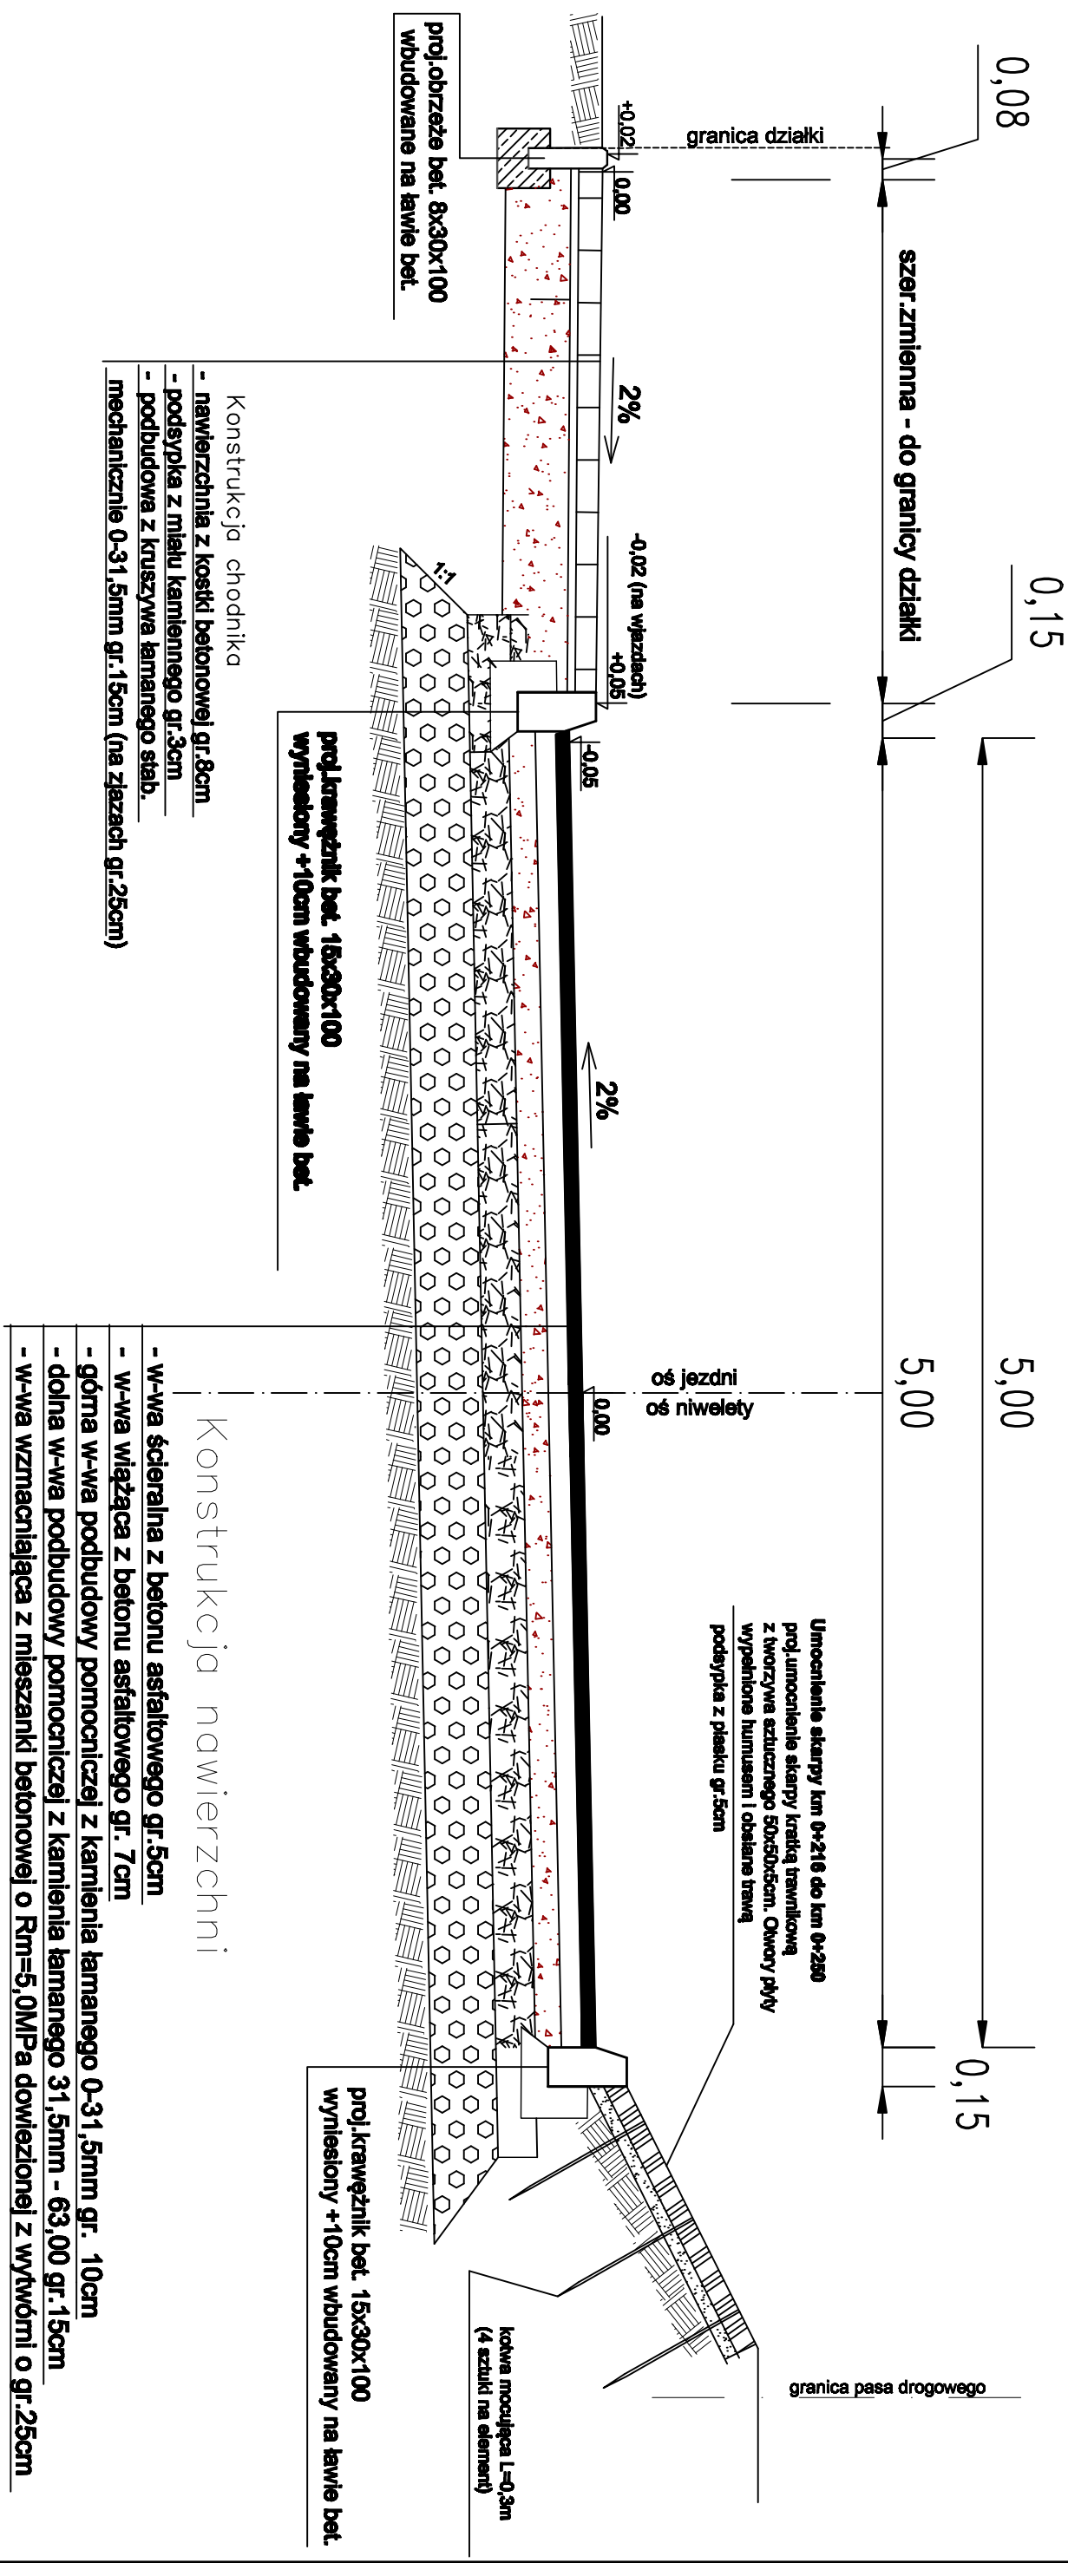 0,08
szer.zmienna - do granicy działki
0,15
5,00
5,00
0,15
granica działki
+0,02
0,00
2%
-0,02 (na wjazdach)
+0,05
-0,05
2%
oś jezdni
oś niwelety
0,00
Umocnienie skarpy km 0+216 do km 0+250
proj.umocnienie skarpy kratką trawnikową
z tworzywa sztucznego 50x50x5cm. Otwory płyty
wypełnione humusem i obsiane trawą
podsypka z piasku gr.5cm
granica pasa drogowego
proj.obrzeże bet. 8x30x100
wbudowane na ławie bet.
1:1
Konstrukcja chodnika
- nawierzchnia z kostki betonowej gr.8cm
- podsypka z miału kamiennego gr.3cm
- podbudowa z kruszywa łamanego stab.
mechanicznie 0-31,5mm gr.15cm (na zjazach gr.25cm)
proj.krawężnik bet. 15x30x100
wyniesiony +10cm wbudowany na ławie bet.
Konstrukcja nawierzchni
- w-wa ścieralna z betonu asfaltowego gr.5cm
- w-wa wiążąca z betonu asfaltowego gr. 7cm
- górna w-wa podbudowy pomocniczej z kamienia łamanego 0-31,5mm gr. 10cm
- dolna w-wa podbudowy pomocniczej z kamienia łamanego 31,5mm - 63,00 gr.15cm
- w-wa wzmacniająca z mieszanki betonowej o Rm=5,0MPa dowiezionej z wytwórni o gr.25cm
proj.krawężnik bet. 15x30x100
wyniesiony +10cm wbudowany na ławie bet.
kotwa mocująca L=0,3m
(4 sztuki na element)